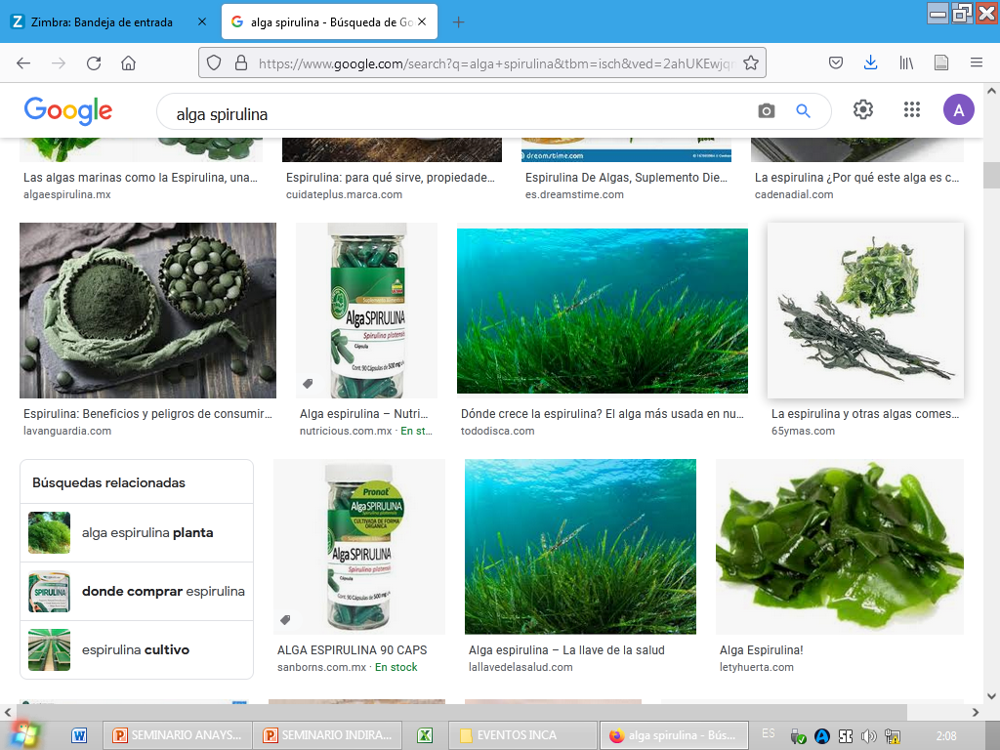 Zimbra: Bandeja de entrada
alga spirulina - Búsqueda de Go
https://www.google.com/search?q=alga+spirulina&tbm=isch&ved=2ahUKEwjqr
Google
alga spirulina
A
dreamstime.com
Las algas marinas como la Espirulina, una…
algaespirulina.mx
Espirulina: para qué sirve, propiedade…
cuidateplus.marca.com
Espirulina De Algas, Suplemento Die…
es.dreamstime.com
La espirulina ¿Por qué este alga es c…
cadenadial.com
Suplemento Alimenticio
AlgaSPIRULINA
Spirulina platensis
Cápsula
Cont. 90 Cápsulas de 500 mg
Espirulina: Beneficios y peligros de consumir…
lavanguardia.com
Alga espirulina – Nutri…
nutricious.com.mx · En st…
Dónde crece la espirulina? El alga más usada en nu…
tododisca.com
La espirulina y otras algas comes…
65ymas.com
Búsquedas relacionadas
alga espirulina planta
SPIRULINA
donde comprar espirulina
espirulina cultivo
Pronat
AlgaSPIRULINA
Spirulina platensis
CULTIVADA DE FORMA
ORGÁNICA
Suplemento Alimenticio
AlgaSPIRULINA
Spirulina platensis
Cápsula
Cont. 90 Cápsulas de 500 mg
ALGA ESPIRULINA 90 CAPS
sanborns.com.mx · En stock
Alga espirulina – La llave de la salud
lallavedelasalud.com
Alga Espirulina!
letyhuerta.com
SEMINARIO ANAYS...
SEMINARIO INDIRA...
EVENTOS INCA
alga spirulina - Bús...
ES
2:08